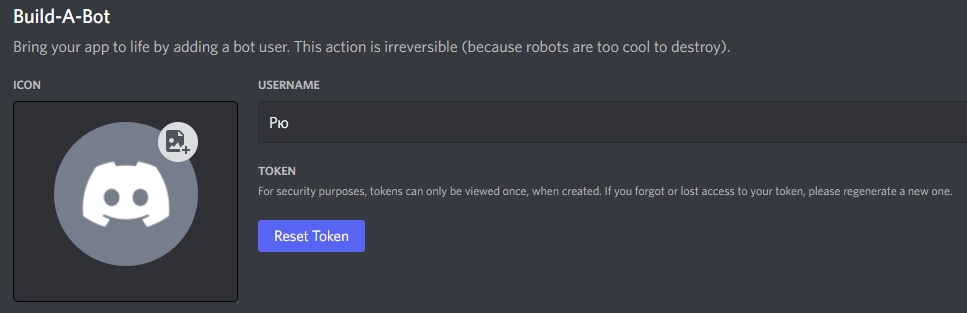 Build-A-Bot
Bring your app to life by adding a bot user. This action is irreversible (because robots are too cool to destroy).
ICON
USERNAME
Рю
TOKEN
For security purposes, tokens can only be viewed once, when created. If you forgot or lost access to your token, please regenerate a new one.
Reset Token